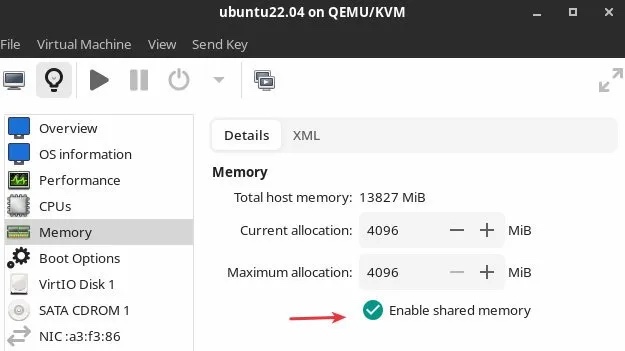 ubuntu22.04 on QEMU/KVM
File Virtual Machine View Send Key
Overview
OS information
Performance
CPUs
Memory
Boot Options
VirtIO Disk 1
SATA CDROM 1
NIC :a3:f3:86
Details XML
Memory
Total host memory: 13827 MiB
Current allocation: 4096 MiB
Maximum allocation: 4096 MiB
Enable shared memory